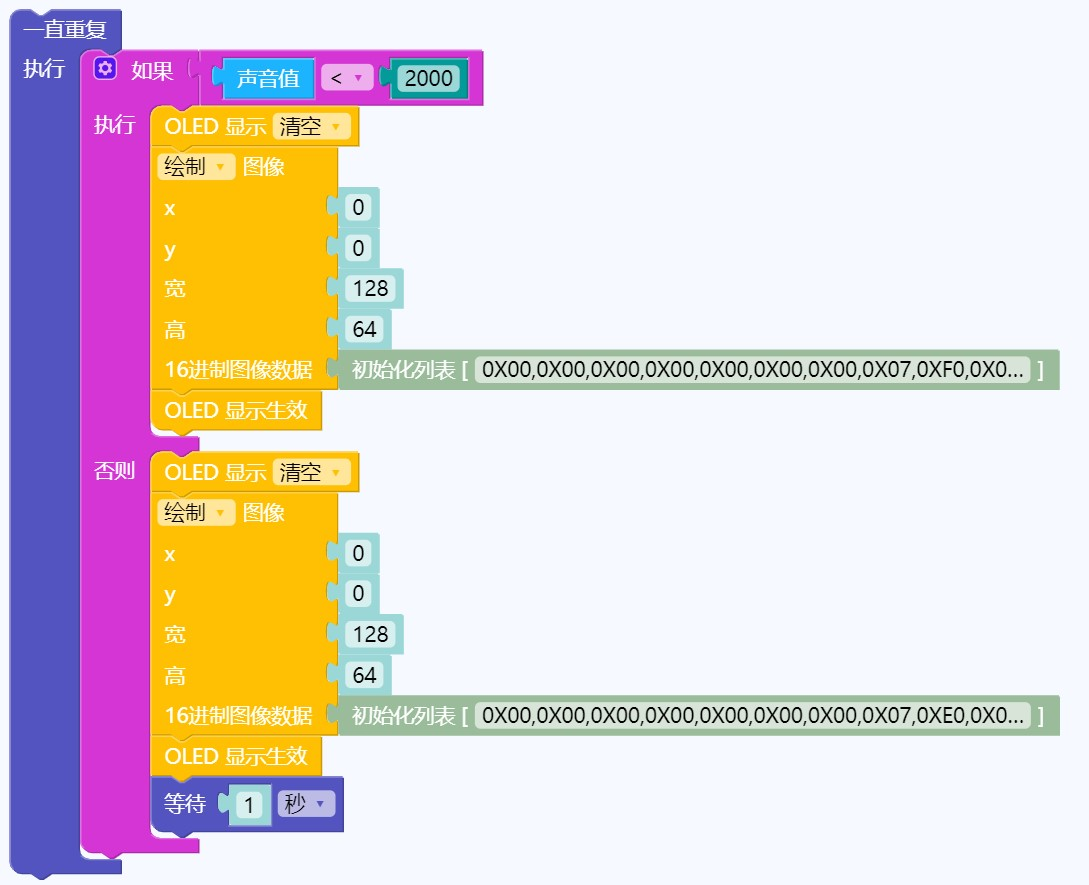 一直重复
执行 如果 声音值 < 2000
执行 OLED 显示 清空
绘制 图像
x 0
y 0
宽 128
高 64
16进制图像数据 初始化列表 [ 0X00,0X00,0X00,0X00,0X00,0X00,0X00,0X07,0XF0,0X0... ]
OLED 显示生效
否则 OLED 显示 清空
绘制 图像
x 0
y 0
宽 128
高 64
16进制图像数据 初始化列表 [ 0X00,0X00,0X00,0X00,0X00,0X00,0X00,0X07,0XE0,0X0... ]
OLED 显示生效
等待 1 秒